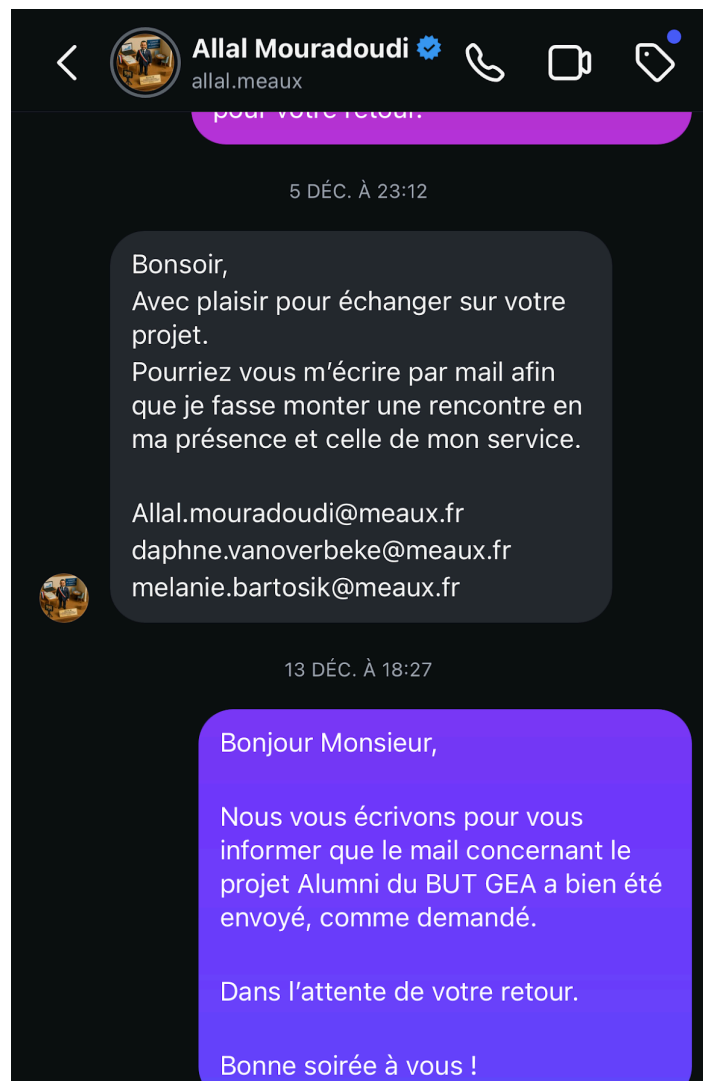 Allal Mouradoudi
allal.meaux
pour votre retour.
5 DÉC. À 23:12
Bonsoir,
Avec plaisir pour échanger sur votre
projet.
Pourriez vous m’écrire par mail afin
que je fasse monter une rencontre en
ma présence et celle de mon service.
Allal.mouradoudi@meaux.fr
daphne.vanoverbeke@meaux.fr
melanie.bartosik@meaux.fr
13 DÉC. À 18:27
Bonjour Monsieur,
Nous vous écrivons pour vous
informer que le mail concernant le
projet Alumni du BUT GEA a bien été
envoyé, comme demandé.
Dans l’attente de votre retour.
Bonne soirée à vous !